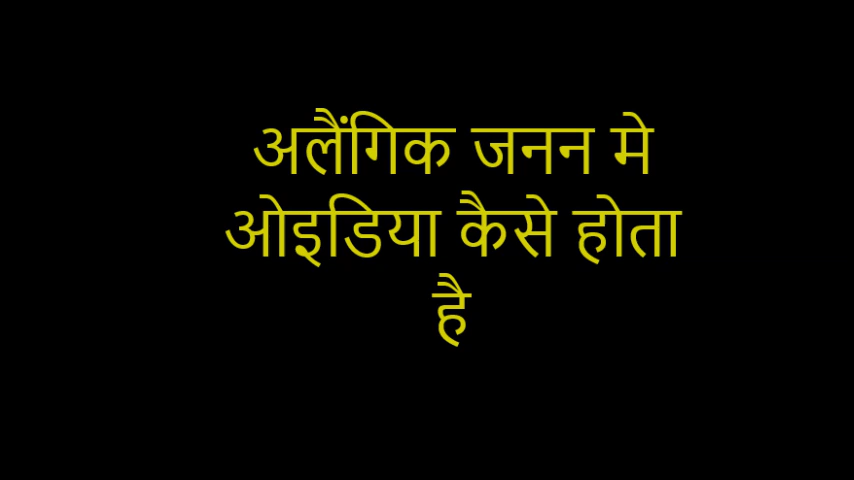 अलैंगिक जनन मे
ओइडिया कैसे होता
है